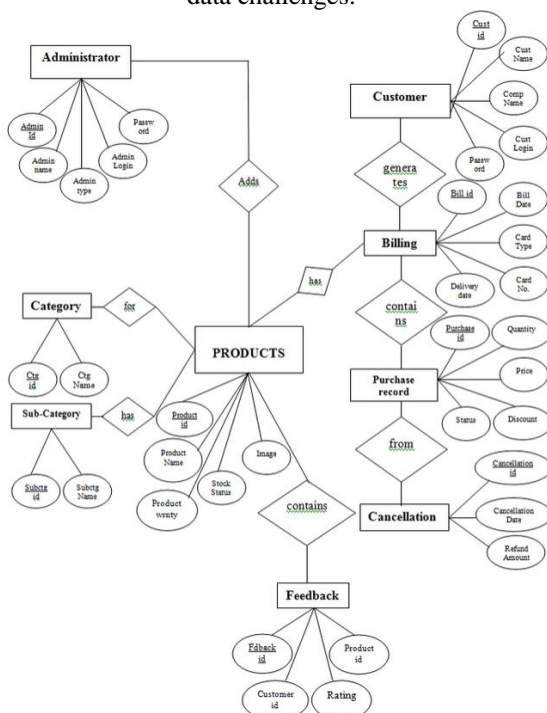 data challenges.
Administrator
Admin
Id
Admin
name
Admin
type
Admin
Login
Passw
ord
Adds
Customer
Cust
id
Cust
Name
Comp
Name
Cust
Login
Passw
ord
genera
tes
Billing
Bill id
Bill
Date
Card
Type
Card
No.
Delivery
date
has
contai
ns
Category
for
Ctg
id
Ctg
Name
Sub-Category
has
Subctg
id
Subctg
Name
PRODUCTS
Product
id
Product
Name
Product
wrnty
Stock
Status
Image
Purchase
record
Purchase
id
Quantity
Price
Discount
Status
from
Cancellation
Cancellation
id
Cancellation
Date
Refund
Amount
contains
Feedback
Fdback
id
Customer
id
Rating
Product
id